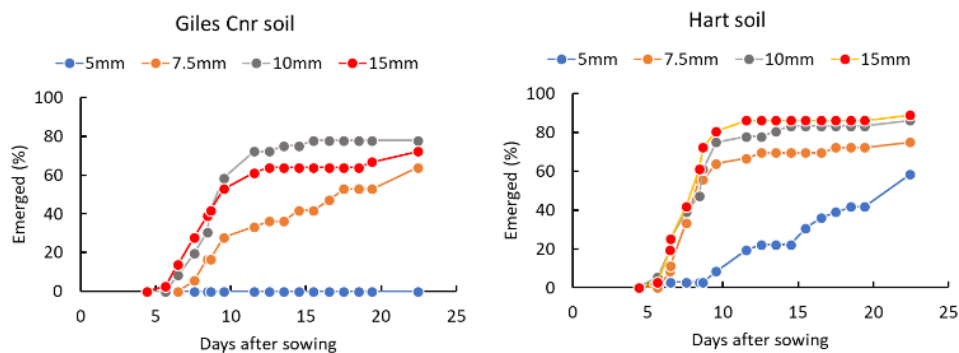 Giles Cnr soil
5mm 7.5mm 10mm 15mm
100
80
60
40
20
0
Emerged (%)
0 5 10 15 20 25
Days after sowing
Hart soil
5mm 7.5mm 10mm 15mm
100
80
60
40
20
0
Emerged (%)
0 5 10 15 20 25
Days after sowing